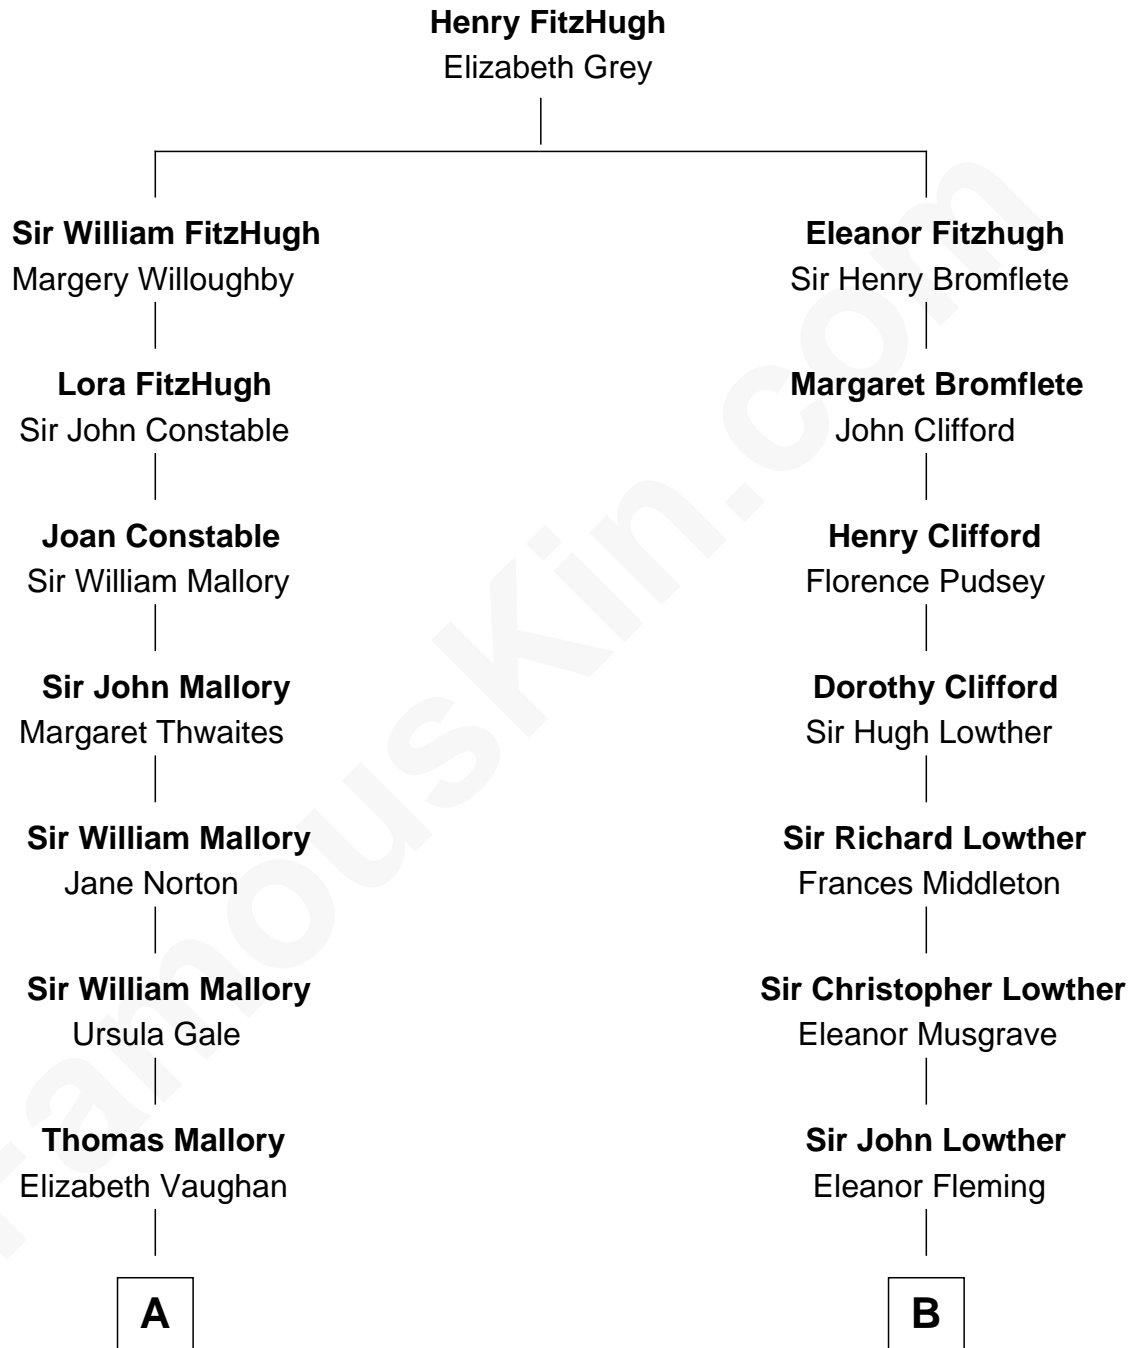 Henry FitzHugh
Elizabeth Grey
Sir William FitzHugh
Margery Willoughby
Lora FitzHugh
Sir John Constable
Joan Constable
Sir William Mallory
Sir John Mallory
Margaret Thwaites
Sir William Mallory
Jane Norton
Sir William Mallory
Ursula Gale
Thomas Mallory
Elizabeth Vaughan
A
Eleanor Fitzhugh
Sir Henry Bromflete
Margaret Bromflete
John Clifford
Henry Clifford
Florence Pudsey
Dorothy Clifford
Sir Hugh Lowther
Sir Richard Lowther
Frances Middleton
Sir Christopher Lowther
Eleanor Musgrave
Sir John Lowther
Eleanor Fleming
B
FamousKin.com